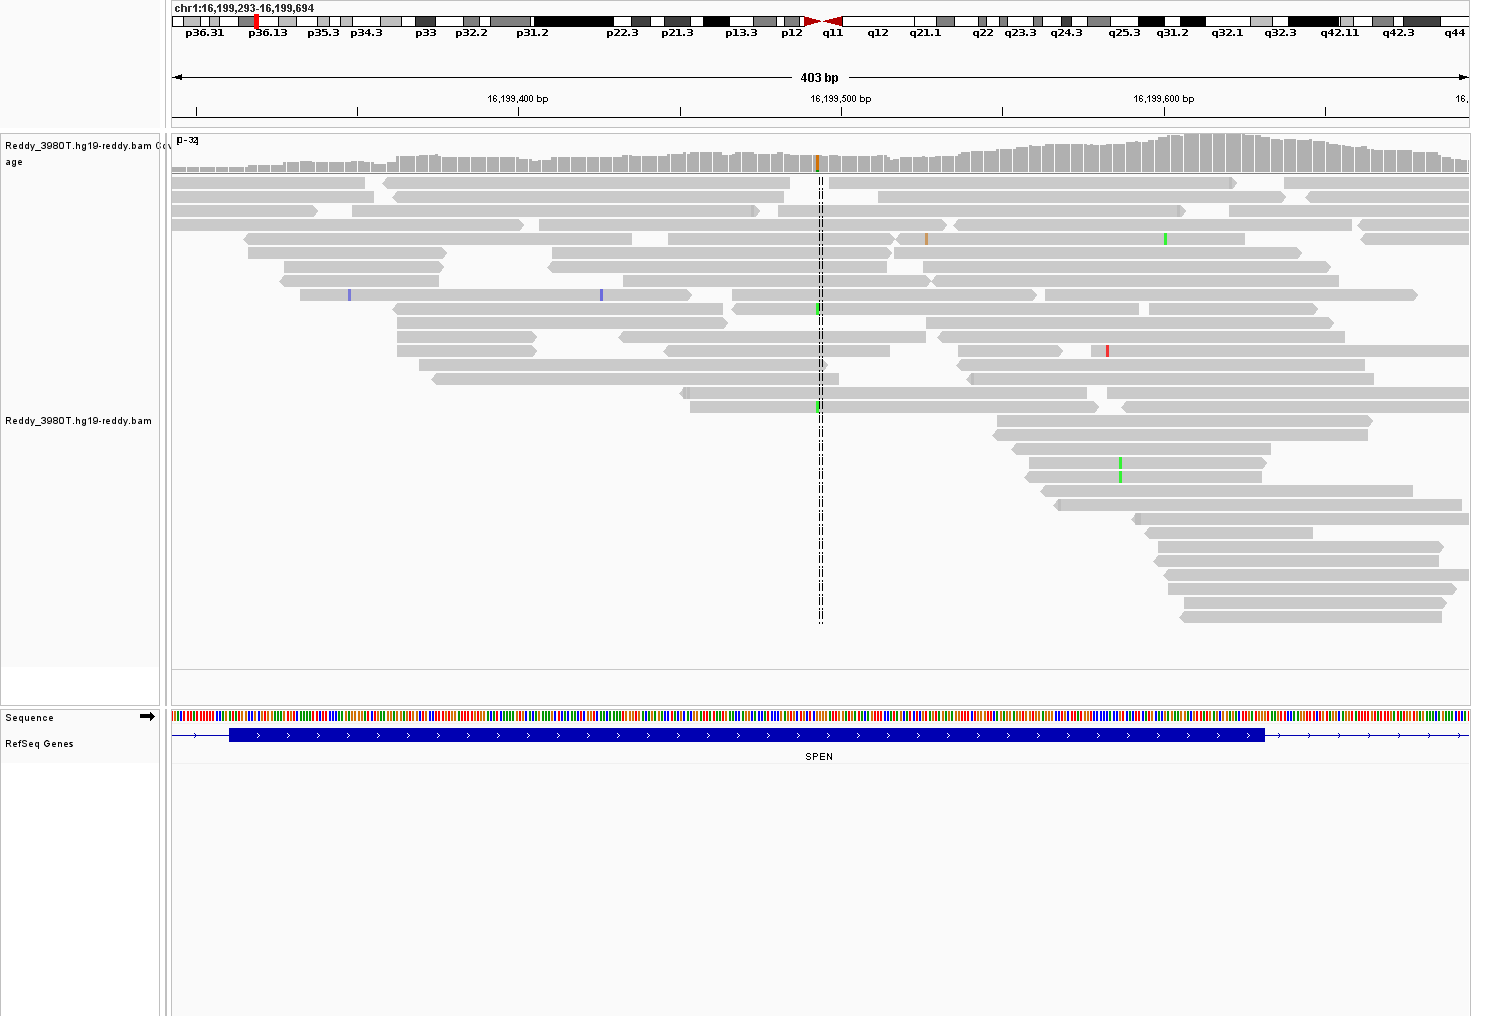 chr1:16,199,293-16,199,694
p36.31 p36.13 p35.3 p34.3 p33 p32.2 p31.2 p22.3 p21.3 p13.3 p12 q11 q12 q21.1 q22 q23.3 q24.3 q25.3 q31.2 q32.1 q32.3 q42.11 q42.3 q44
403 bp
16,199,400 bp 16,199,500 bp 16,199,600 bp 16,
[0-32]
Reddy_3980T.hg19-reddy.bam Cov
age
Reddy_3980T.hg19-reddy.bam
Sequence
RefSeq Genes
SPEN